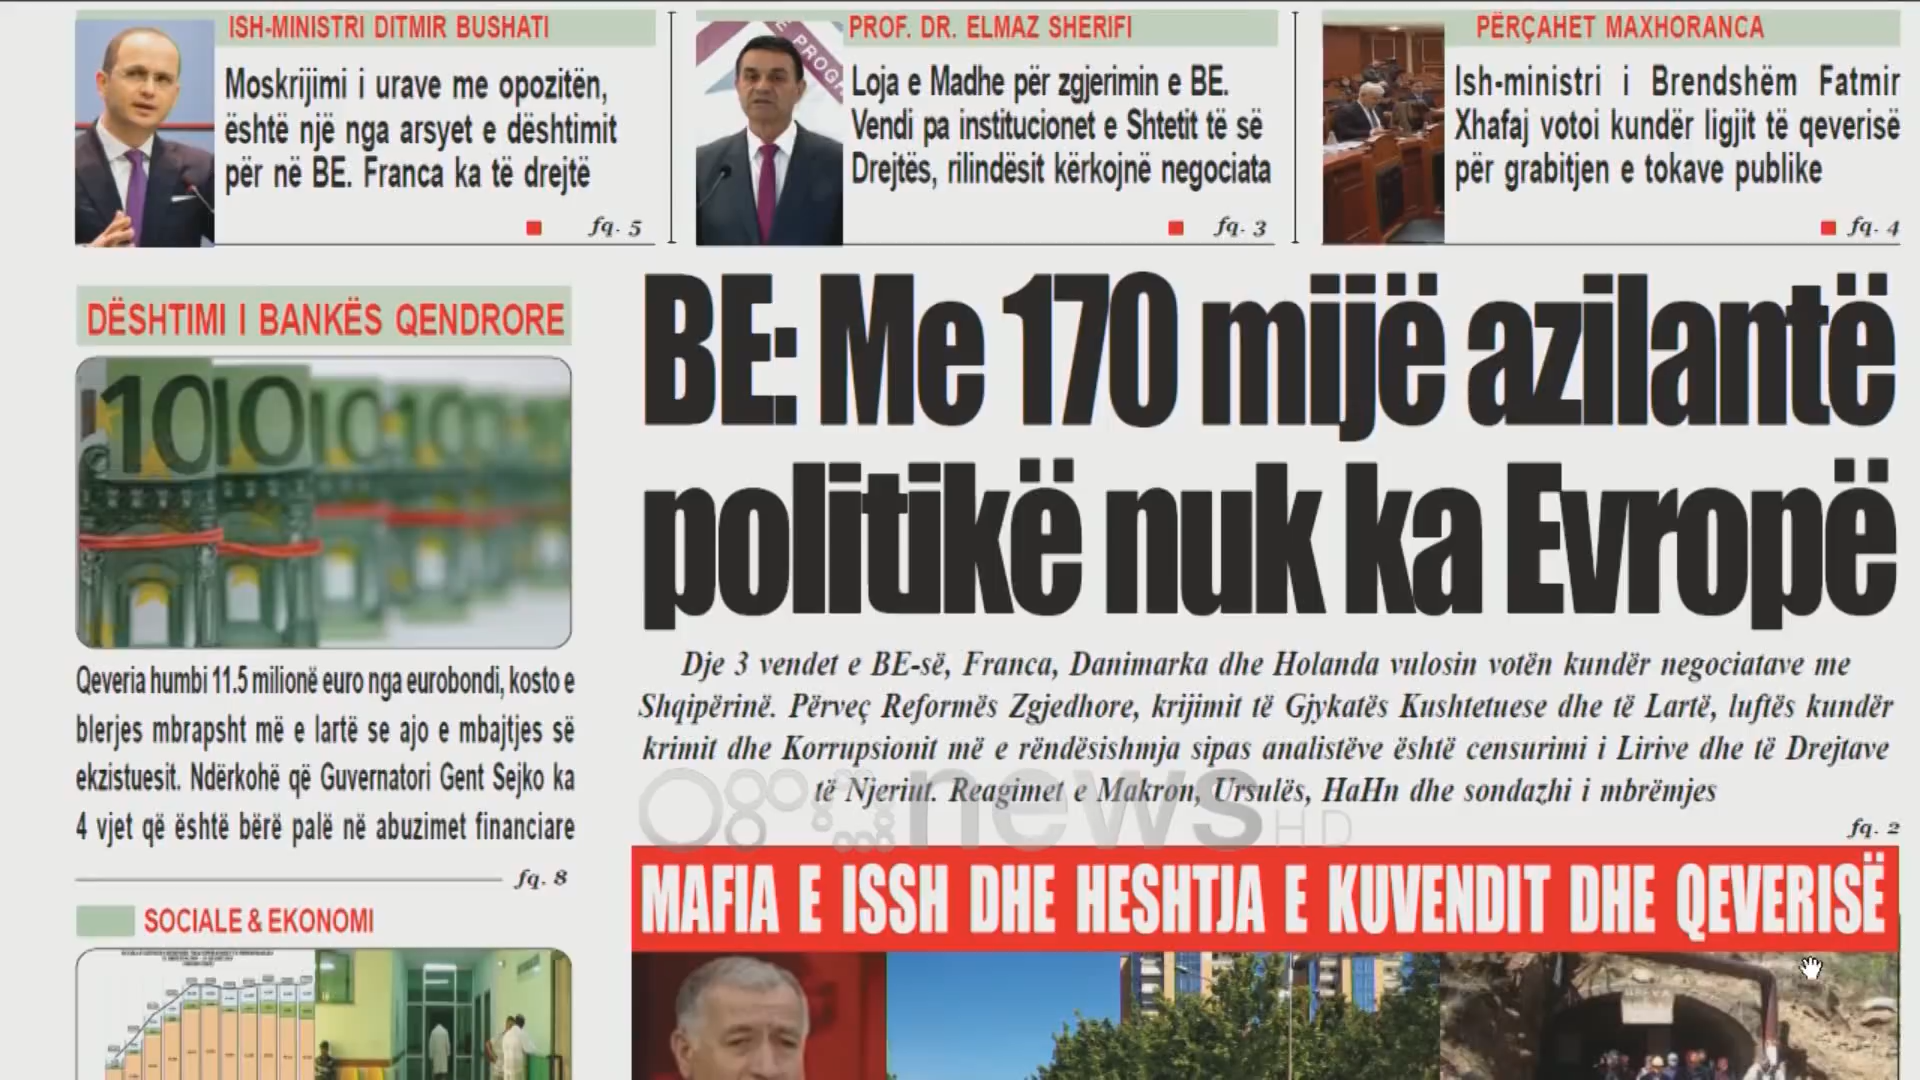 ISH-MINISTRI DITMIR BUSHATI
Moskrijimi i urave me opozitën,
është një nga arsyet e dështimit
për në BE. Franca ka të drejtë
fq. 5
E PROG
PROF. DR. ELMAZ SHERIFI
Loja e Madhe për zgjerimin e BE.
Vendi pa institucionet e Shtetit të së
Drejtës, rilindësit kërkojnë negociata
fq. 3
PËRÇAHET MAXHORANCA
Ish-ministri i Brendshëm Fatmir
Xhafaj votoi kundër ligjit të qeverisë
për grabitjen e tokave publike
fq. 4
DËSHTIMI I BANKËS QENDRORE
Qeveria humbi 11.5 milionë euro nga eurobondi, kosto e
blerjes mbrapsht më e lartë se ajo e mbajtjes së
ekzistuesit. Ndërkohë që Guvernatori Gent Sejko ka
4 vjet që është bërë palë në abuzimet financiare
fq. 8
SOCIALE & EKONOMI
BE: Me 170 mijë azilantë
politikë nuk ka Evropë
Dje 3 vendet e BE-së, Franca, Danimarka dhe Holanda vulosin votën kundër negociatave me
Shqipërinë. Përveç Reformës Zgjedhore, krijimit të Gjykatës Kushtetuese dhe të Lartë, luftës kundër
krimit dhe Korrupsionit më e rëndësishmja sipas analistëve është censurimi i Lirive dhe të Drejtave
të Njeriut. Reagimet e Makron, Ursulës, HaHn dhe sondazhi i mbrëmjes
news HD
fq. 2
MAFIA E ISSH DHE HESHTJA E KUVENDIT DHE QEVERISË